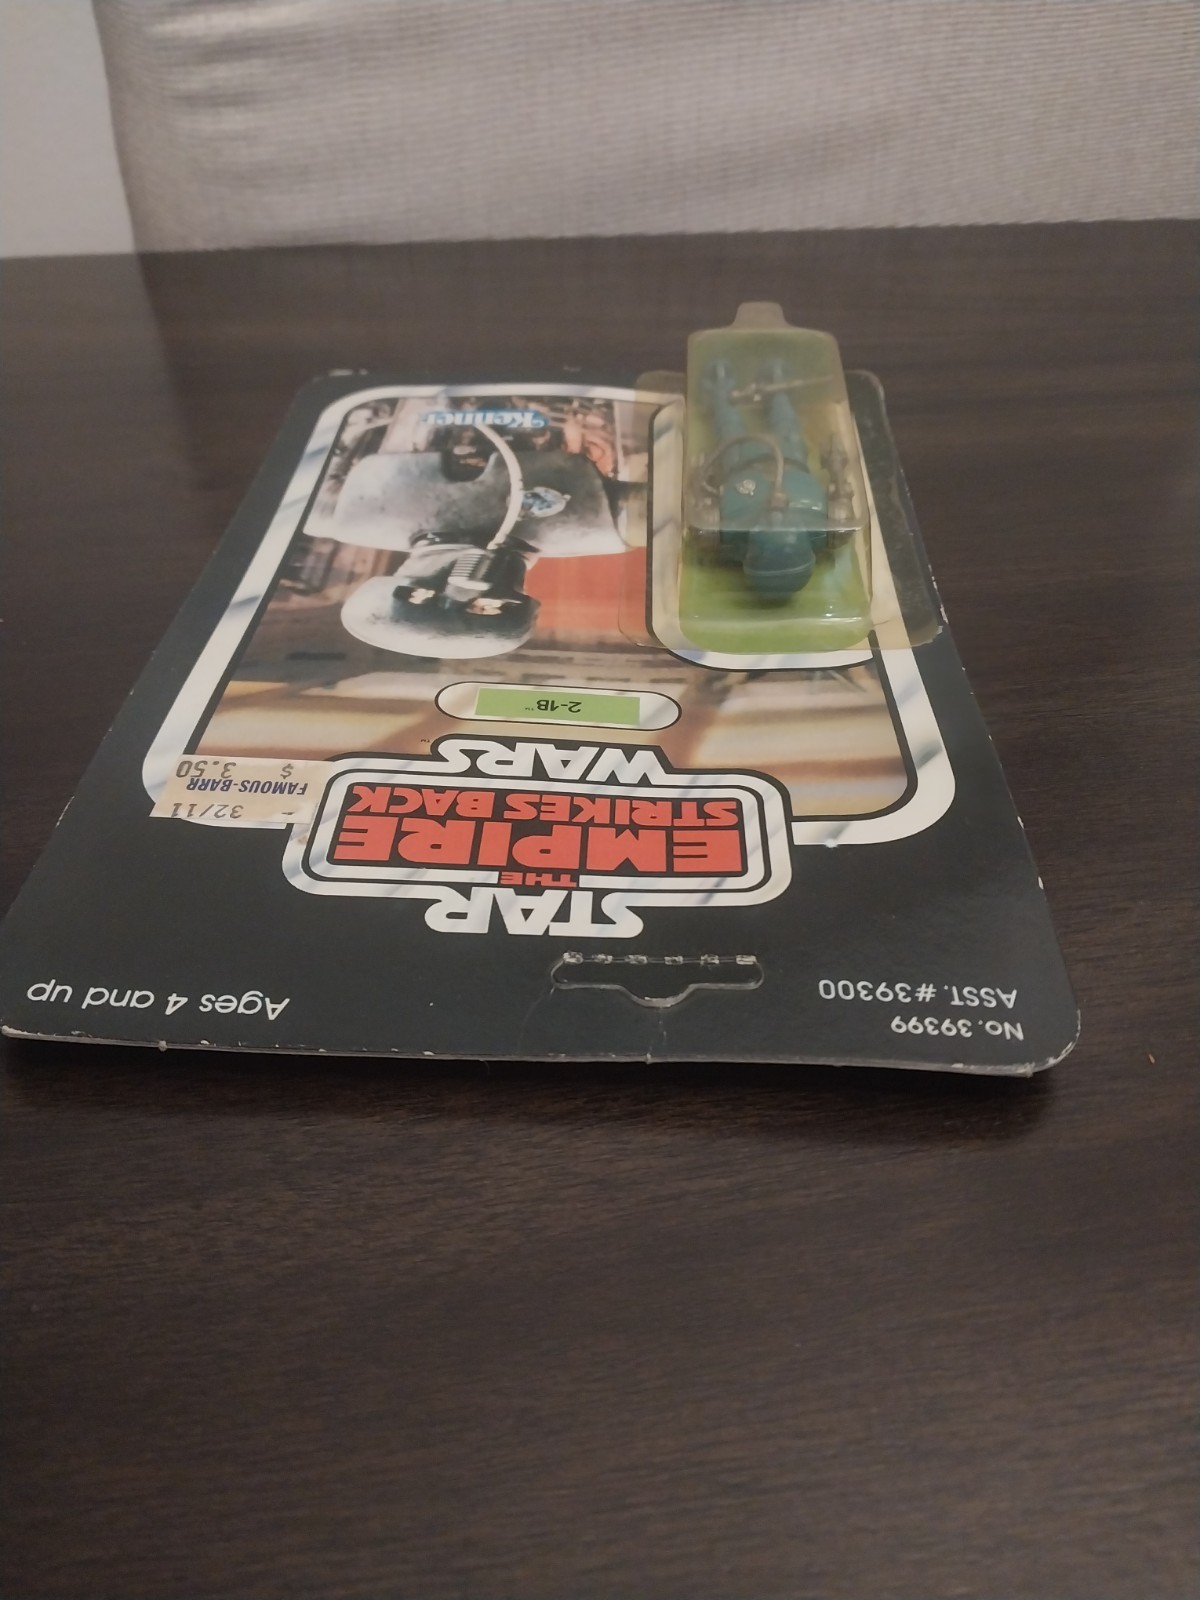 No. 39399
ASST. #39300
Ages 4 and up
STAR
THE
EMPIRE
STRIKES BACK
WARS
32/11
FAMOUS-BARR
$ 3.50
2-1B™
Kenner